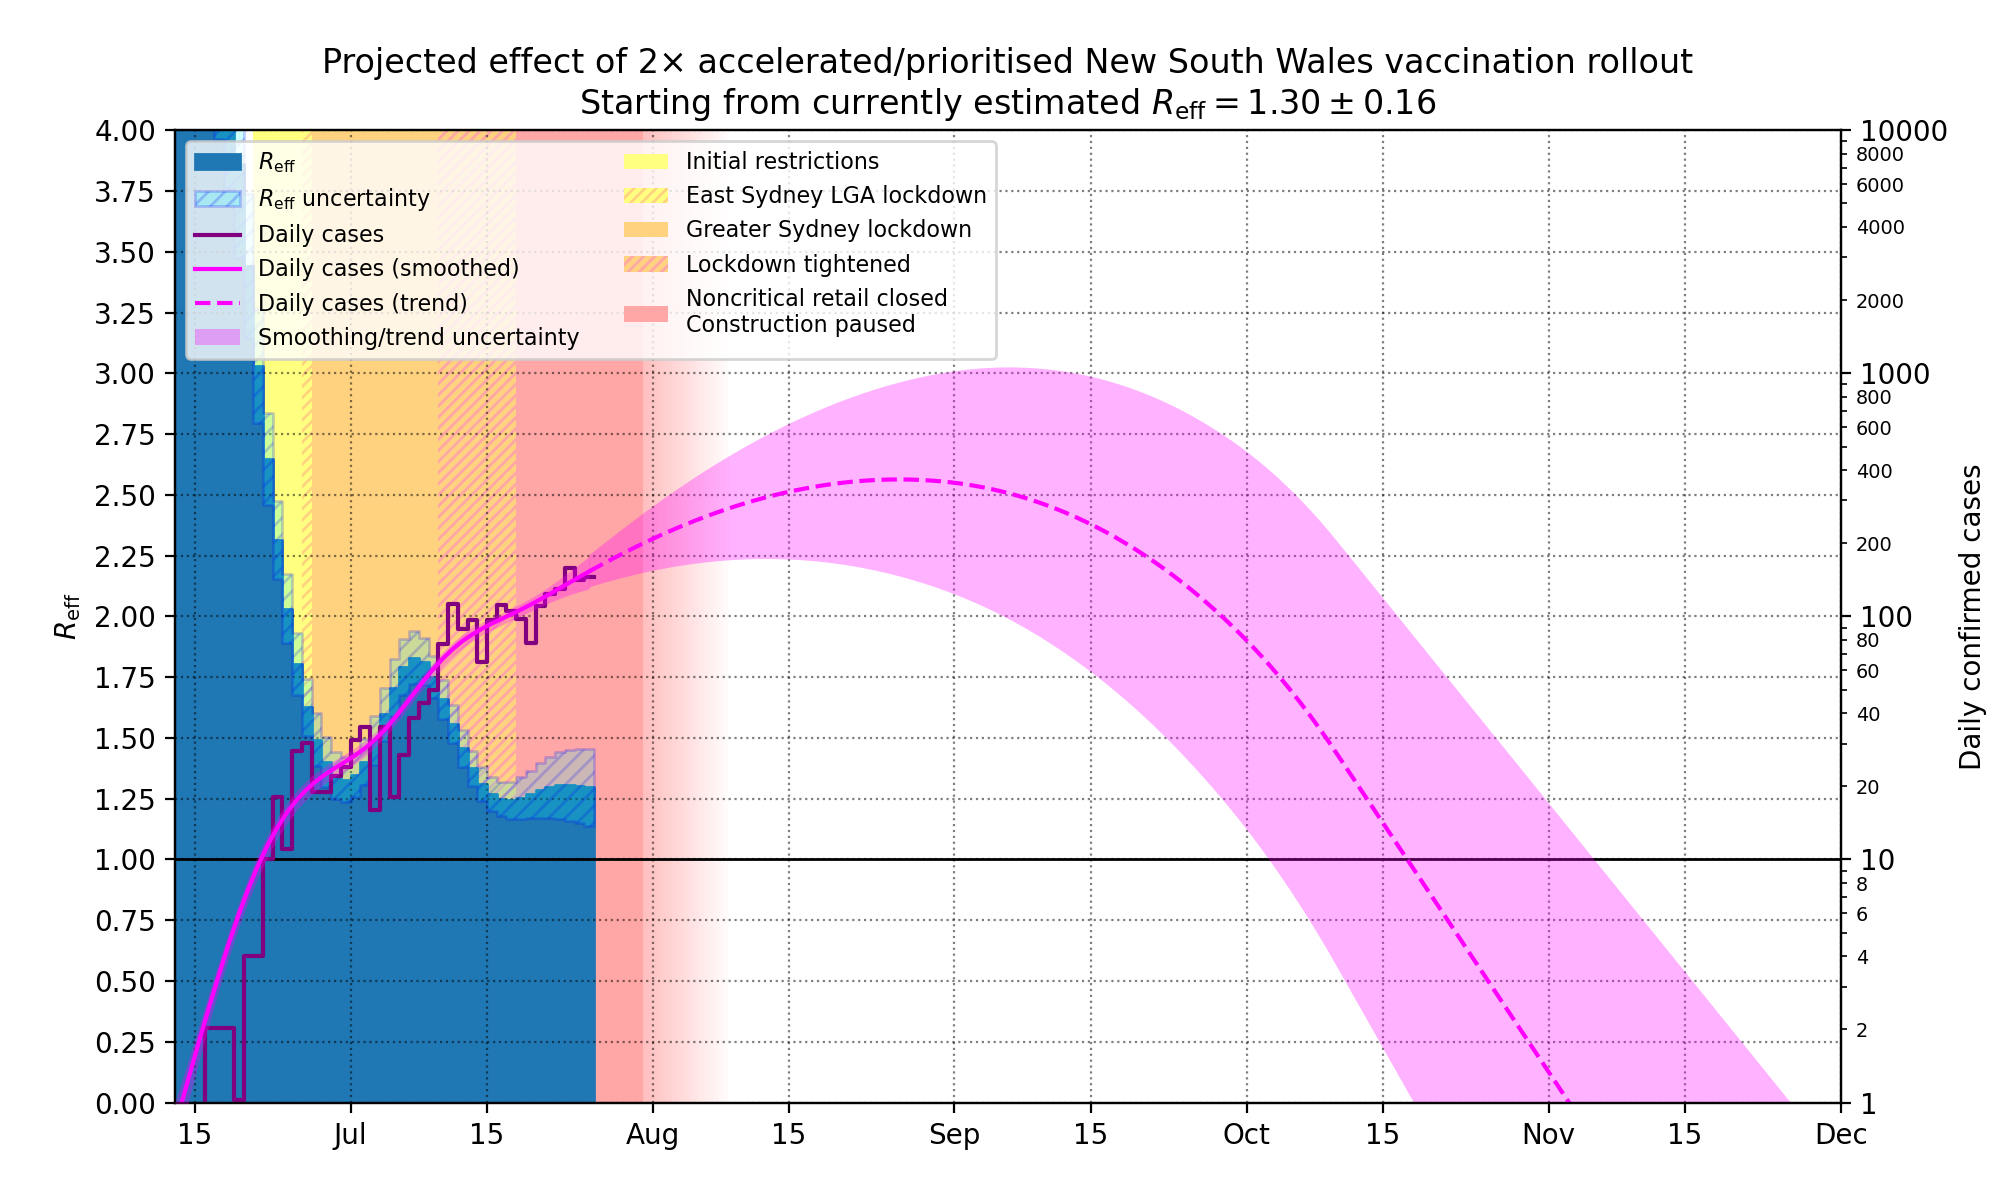 Projected effect of 2× accelerated/prioritised New South Wales vaccination rollout
Starting from currently estimated Reff = 1.30 ± 0.16
Reff
Reff uncertainty
Daily cases
Daily cases (smoothed)
Daily cases (trend)
Smoothing/trend uncertainty
Initial restrictions
East Sydney LGA lockdown
Greater Sydney lockdown
Lockdown tightened
Noncritical retail closed
Construction paused
4.00
3.75
3.50
3.25
3.00
2.75
2.50
2.25
2.00
1.75
1.50
1.25
1.00
0.75
0.50
0.25
0.00
Reff
10000
8000
6000
4000
2000
1000
800
600
400
200
100
80
60
40
20
10
8
6
4
2
1
Daily confirmed cases
15 Jul 15 Aug 15 Sep 15 Oct 15 Nov 15 Dec